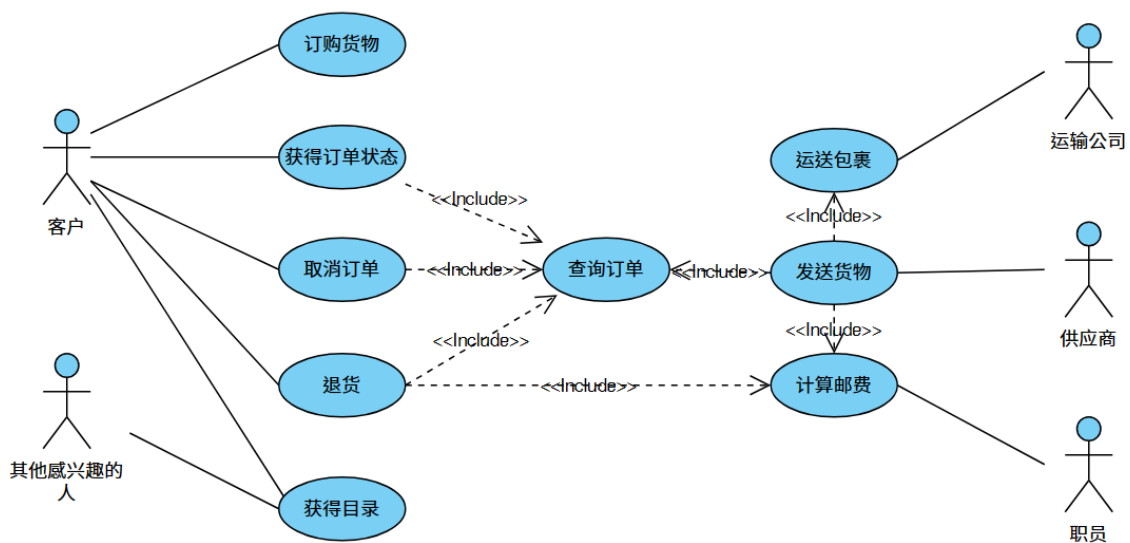 订购货物
运输公司
获得订单状态
运送包裹
客户
<<Include>>
<<Include>>
取消订单
<<Include>>
查询订单
<<Include>>
发送货物
供应商
<<Include>>
<<Include>>
退货
<<Include>>
计算邮费
其他感兴趣的
人
获得目录
职员